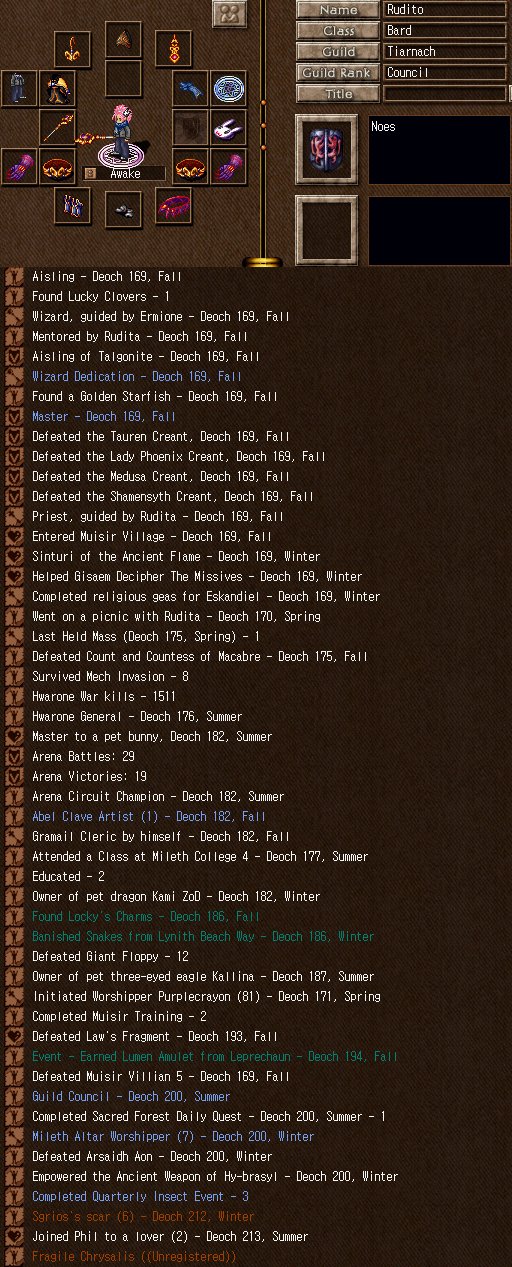 Name Rudito
Class Bard
Guild Tiarnach
Guild Rank Council
Title
Noes
Awake
Aisling - Deoch 169, Fall
Found Lucky Clovers - 1
Wizard, guided by Ermione - Deoch 169, Fall
Mentored by Rudita - Deoch 169, Fall
Aisling of Talgonite - Deoch 169, Fall
Wizard Dedication - Deoch 169, Fall
Found a Golden Starfish - Deoch 169, Fall
Master - Deoch 169, Fall
Defeated the Tauren Creant, Deoch 169, Fall
Defeated the Lady Phoenix Creant, Deoch 169, Fall
Defeated the Medusa Creant, Deoch 169, Fall
Defeated the Shamensyth Creant, Deoch 169, Fall
Priest, guided by Rudita - Deoch 169, Fall
Entered Muisir Village - Deoch 169, Fall
Sinturi of the Ancient Flame - Deoch 169, Winter
Helped Gisaem Decipher The Missives - Deoch 169, Winter
Completed religious geas for Eskandiel - Deoch 169, Winter
Went on a picnic with Rudita - Deoch 170, Spring
Last Held Mass (Deoch 175, Spring) - 1
Defeated Count and Countess of Macabre - Deoch 175, Fall
Survived Mech Invasion - 8
Hwarone War kills - 1511
Hwarone General - Deoch 176, Summer
Master to a pet bunny, Deoch 182, Summer
Arena Battles: 29
Arena Victories: 19
Arena Circuit Champion - Deoch 182, Summer
Abel Clave Artist (1) - Deoch 182, Fall
Gramail Cleric by himself - Deoch 182, Fall
Attended a Class at Mileth College 4 - Deoch 177, Summer
Educated - 2
Owner of pet dragon Kami ZoD - Deoch 182, Winter
Found Locky's Charms - Deoch 186, Fall
Banished Snakes from Lynith Beach Way - Deoch 186, Winter
Defeated Giant Floppy - 12
Owner of pet three-eyed eagle Kallina - Deoch 187, Summer
Initiated Worshipper Purplecrayon (81) - Deoch 171, Spring
Completed Muisir Training - 2
Defeated Law's Fragment - Deoch 193, Fall
Event - Earned Lumen Amulet from Leprechaun - Deoch 194, Fall
Defeated Muisir Villian 5 - Deoch 169, Fall
Guild Council - Deoch 200, Summer
Completed Sacred Forest Daily Quest - Deoch 200, Summer - 1
Mileth Altar Worshipper (7) - Deoch 200, Winter
Defeated Arsaidh Aon - Deoch 200, Winter
Empowered the Ancient Weapon of Hy-brasyl - Deoch 200, Winter
Completed Quarterly Insect Event - 3
Sgrios's scar (6) - Deoch 212, Winter
Joined Phil to a lover (2) - Deoch 213, Summer
Fragile Chrysalis ((Unregistered))